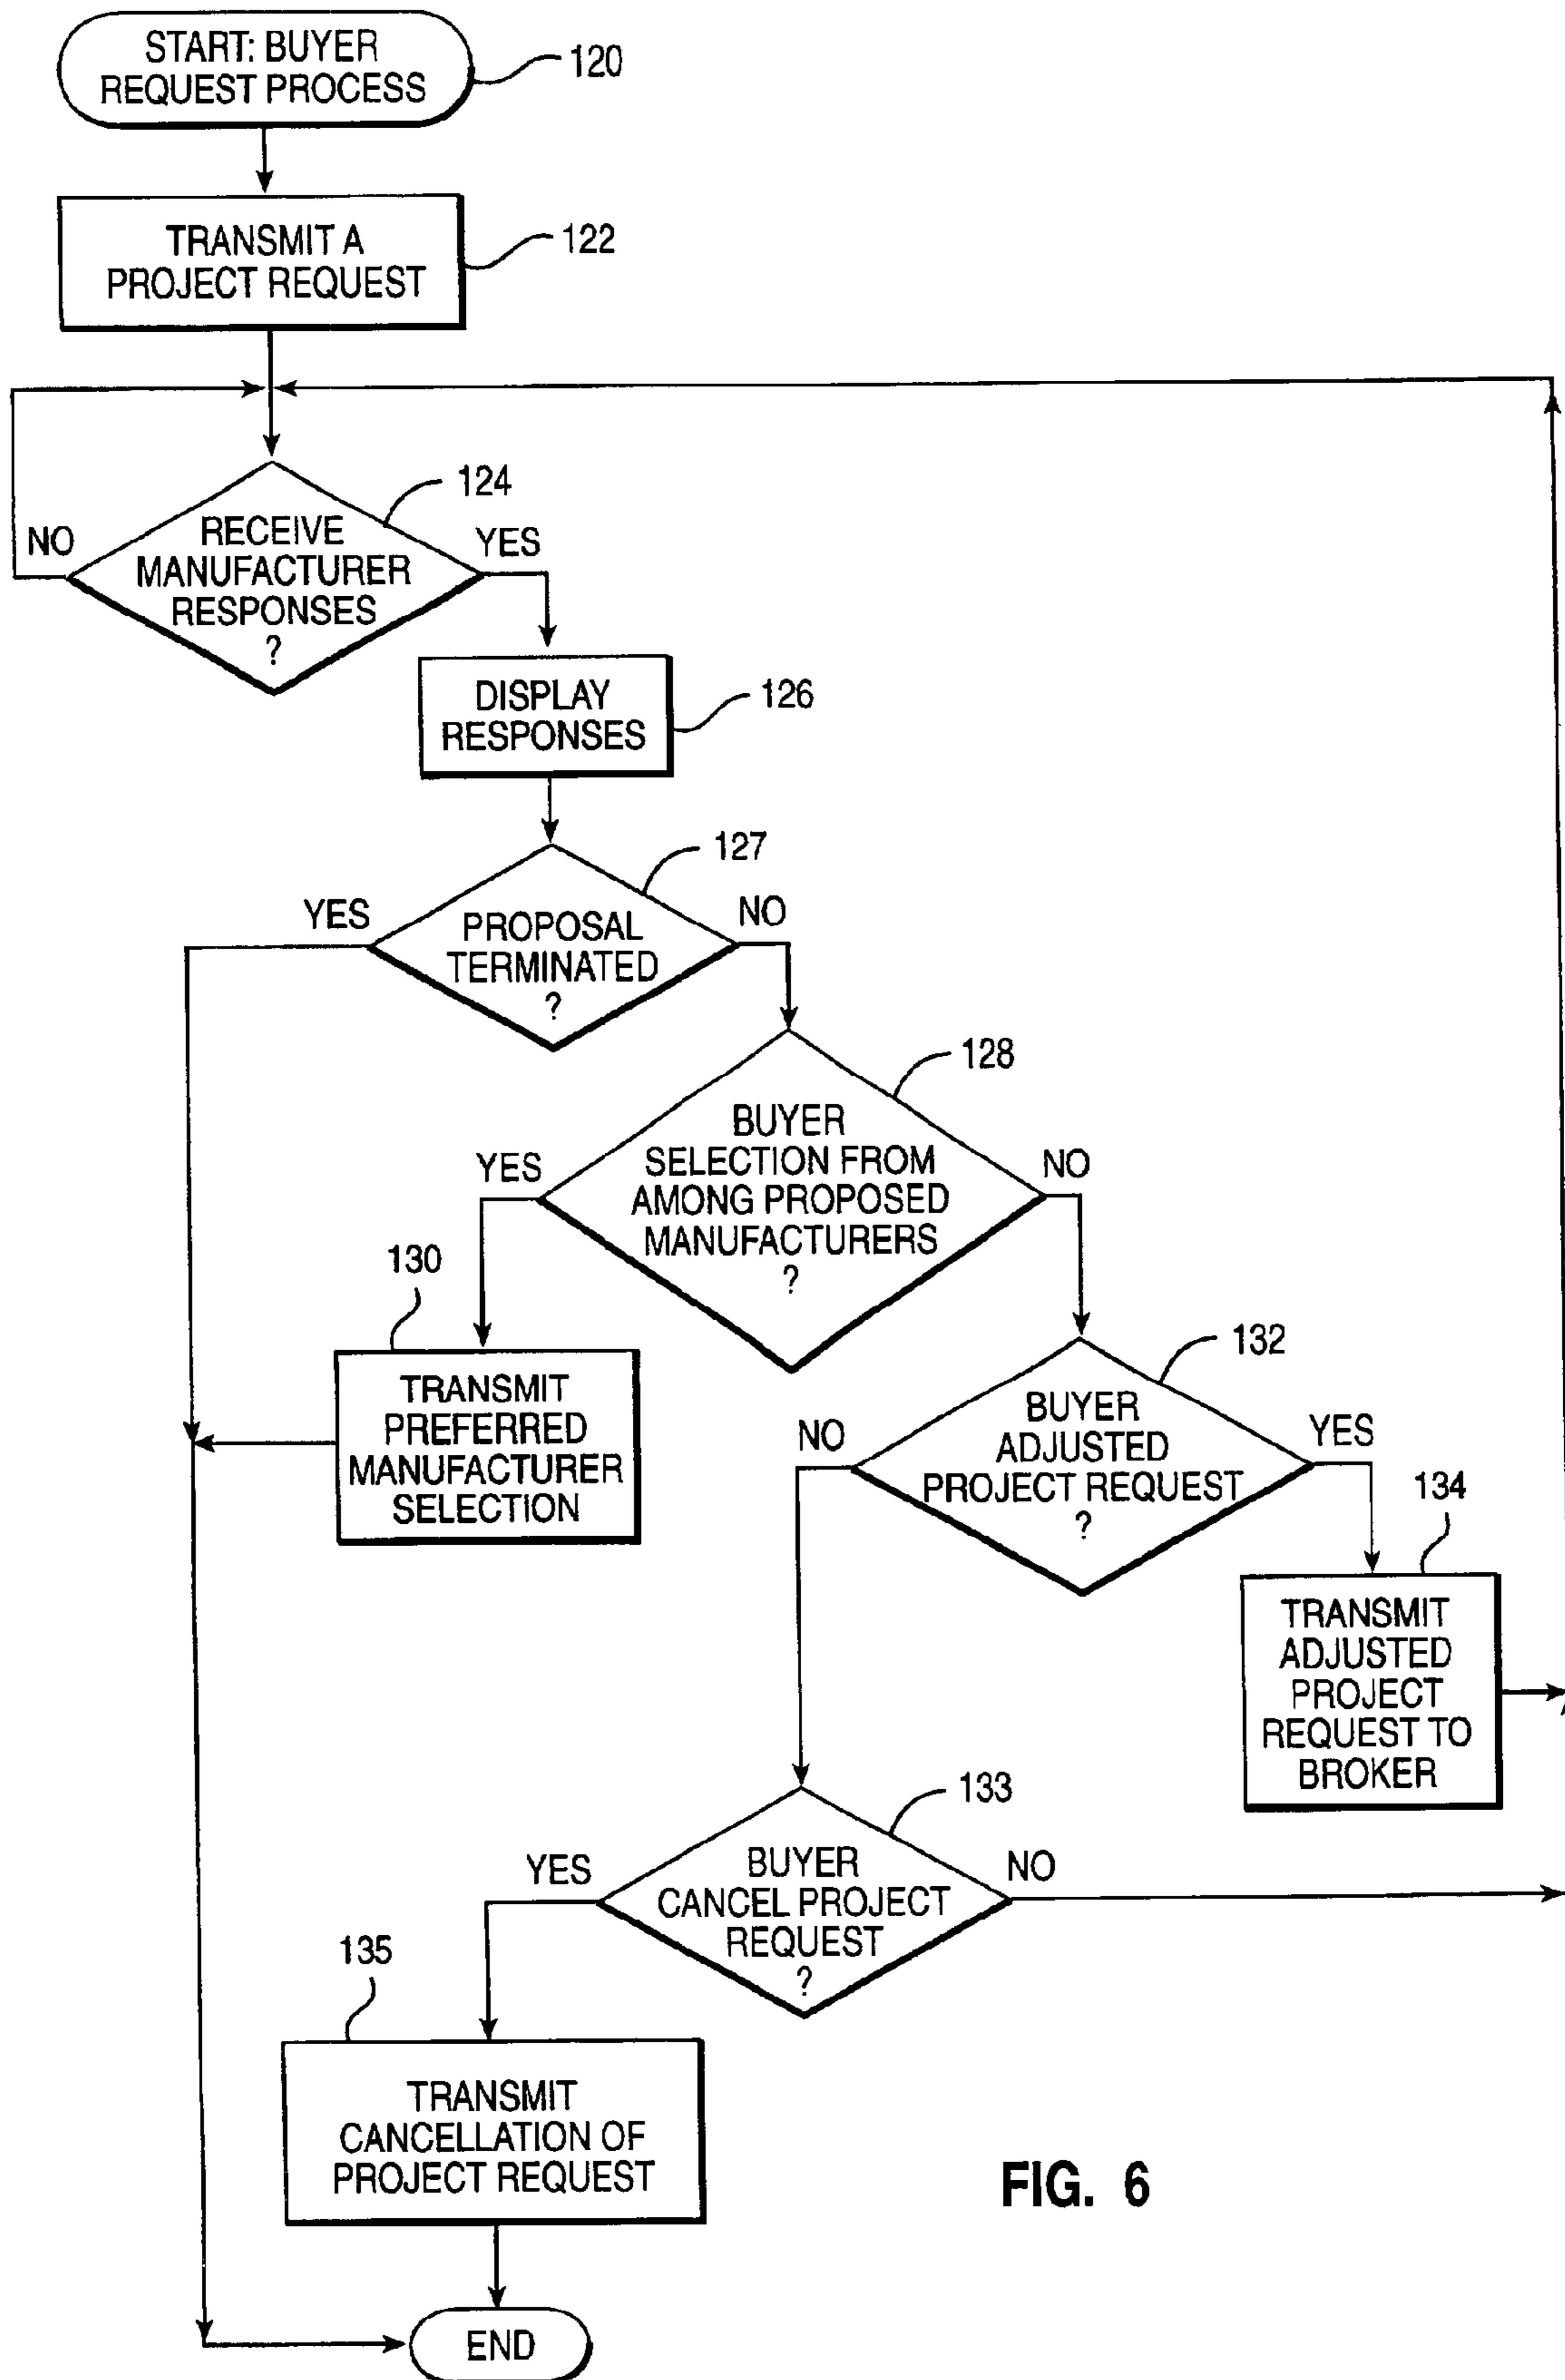 START: BUYER
REQUEST PROCESS
120
TRANSMIT A
PROJECT REQUEST
122
124
NO
RECEIVE
MANUFACTURER
RESPONSES
?
YES
DISPLAY
RESPONSES
126
127
YES
PROPOSAL
TERMINATED
?
NO
128
YES
BUYER
SELECTION FROM
AMONG PROPOSED
MANUFACTURERS
?
NO
130
TRANSMIT
PREFERRED
MANUFACTURER
SELECTION
132
NO
BUYER
ADJUSTED
PROJECT REQUEST
?
YES
134
TRANSMIT
ADJUSTED
PROJECT
REQUEST TO
BROKER
133
YES
BUYER
CANCEL PROJECT
REQUEST
?
NO
135
TRANSMIT
CANCELLATION OF
PROJECT REQUEST
FIG. 6
END